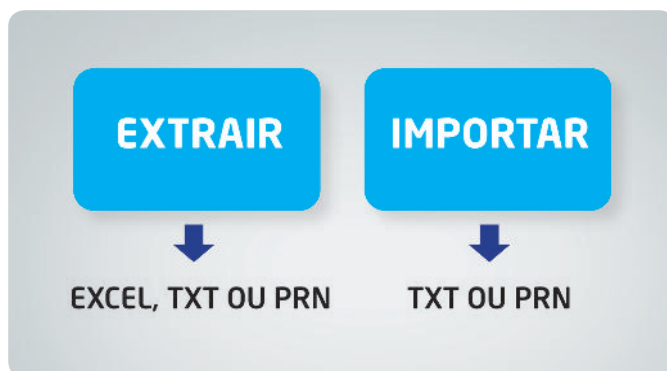 EXTRAIR
EXCEL, TXT OU PRN
IMPORTAR
TXT OU PRN